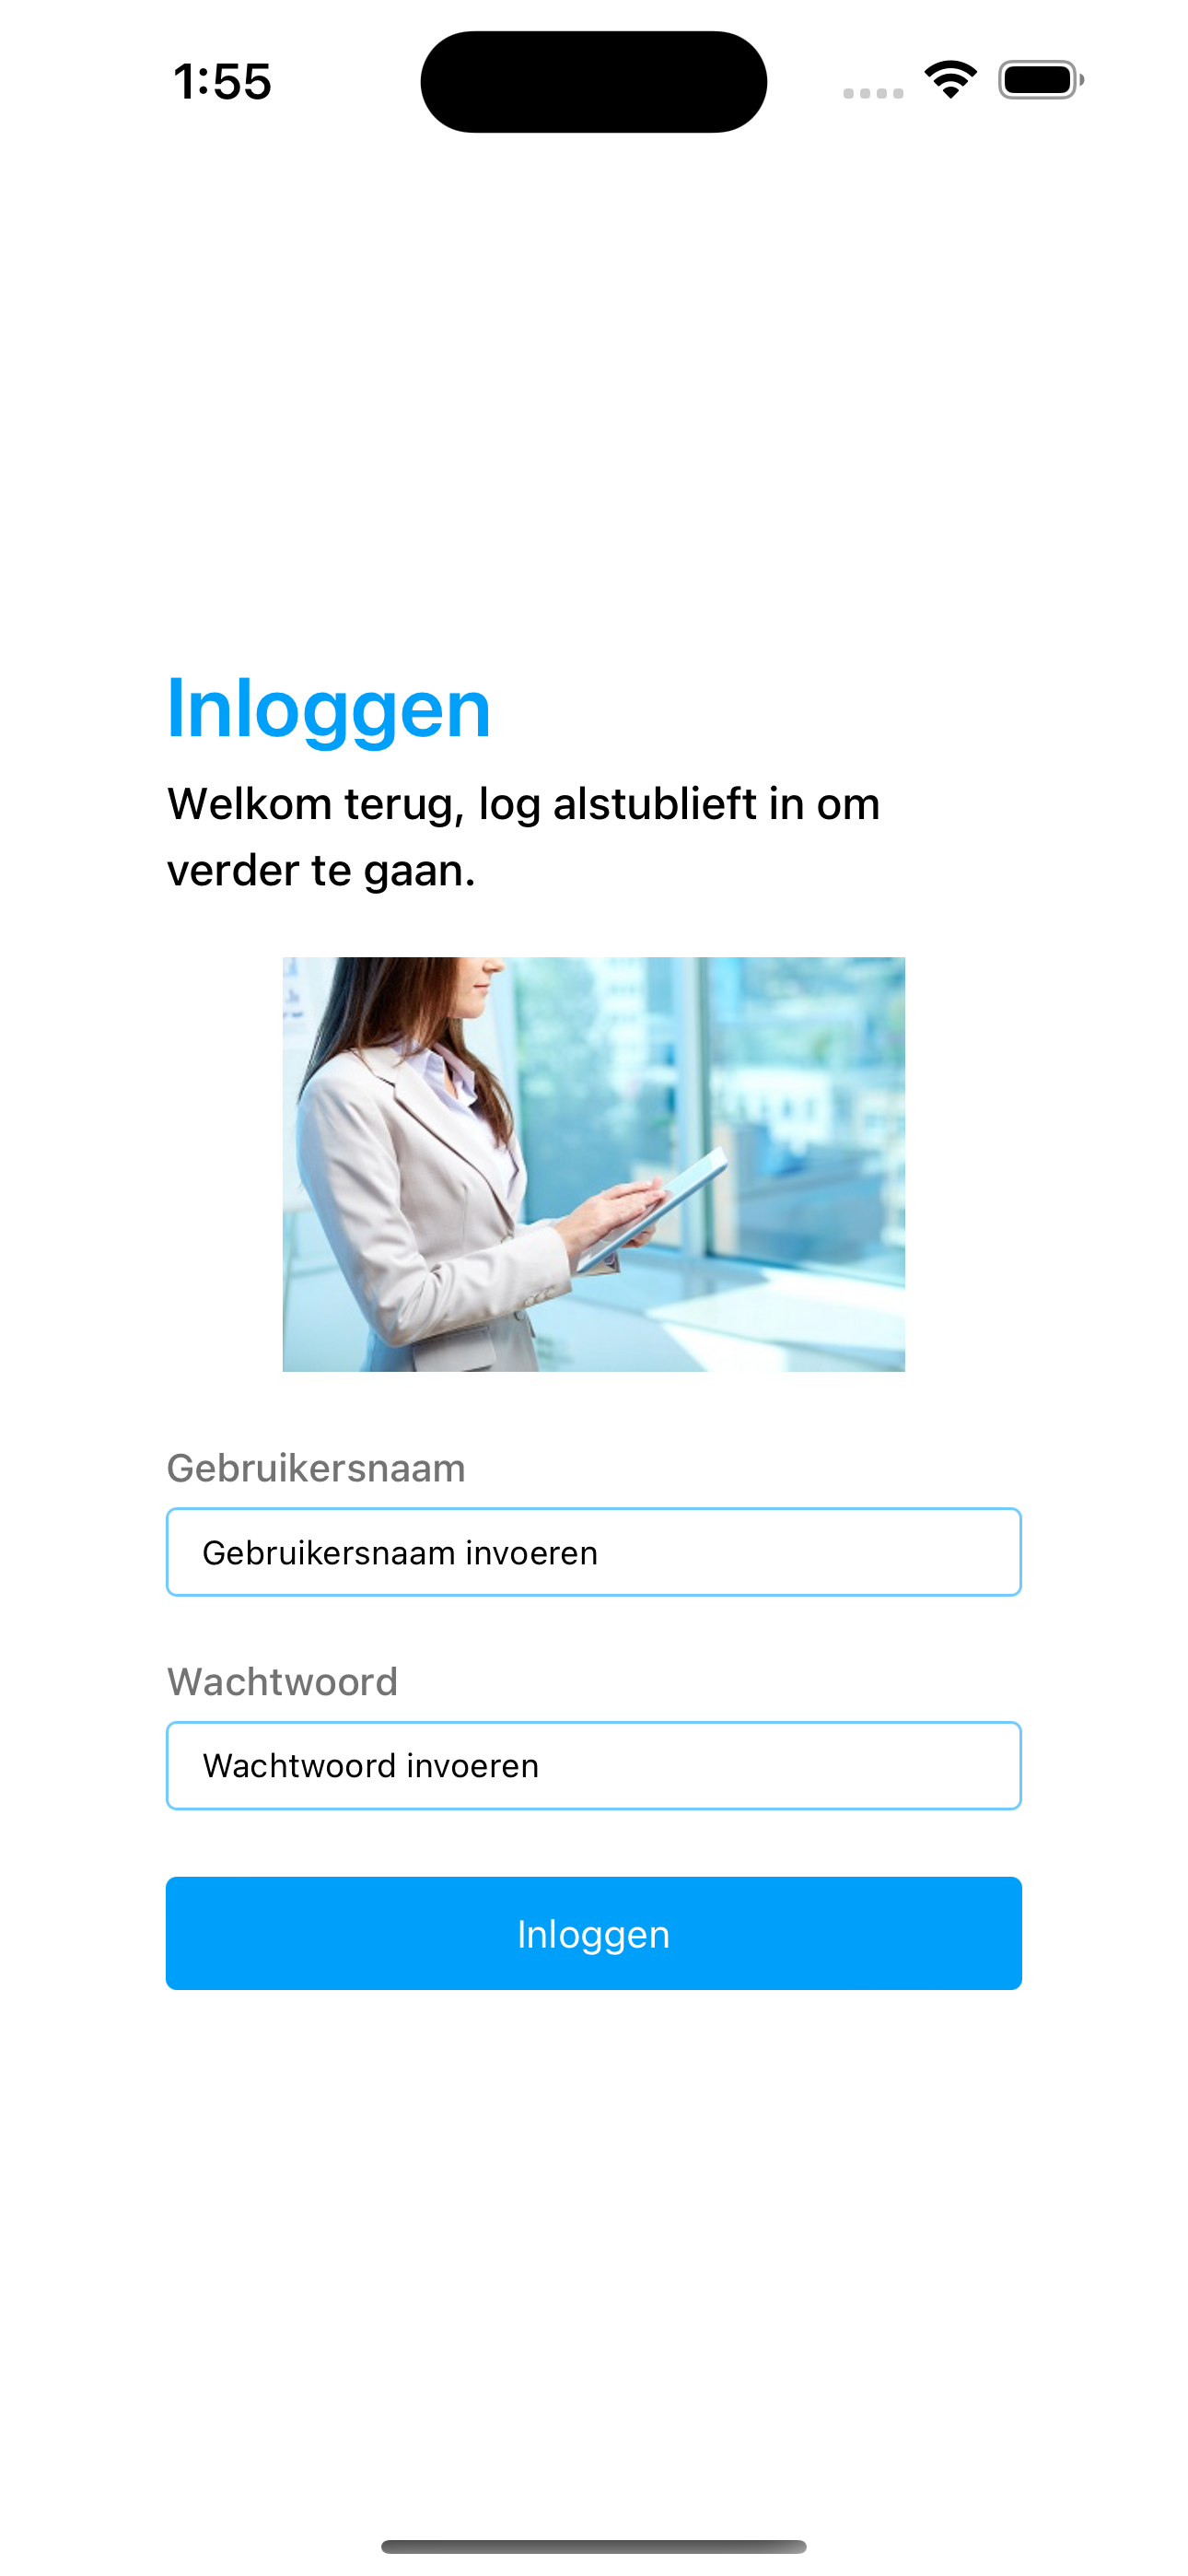 1:55
Inloggen
Welkom terug, log alstublieft in om
verder te gaan.
Gebruikersnaam
Gebruikersnaam invoeren
Wachtwoord
Wachtwoord invoeren
Inloggen